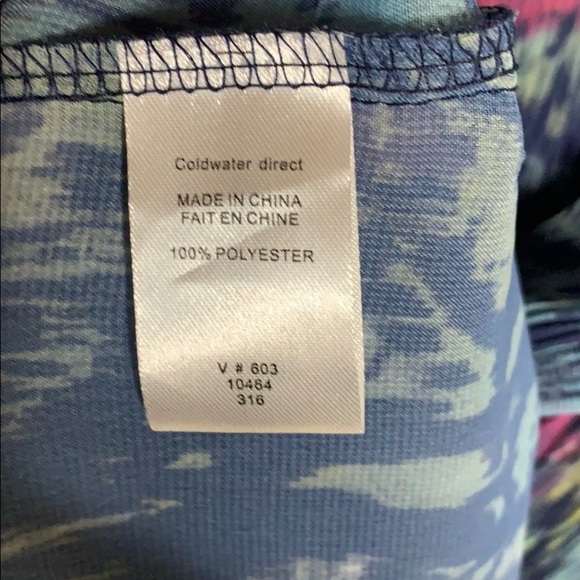 Coldwater direct
MADE IN CHINA
FAIT EN CHINE
100% POLYESTER
V # 603
10464
316